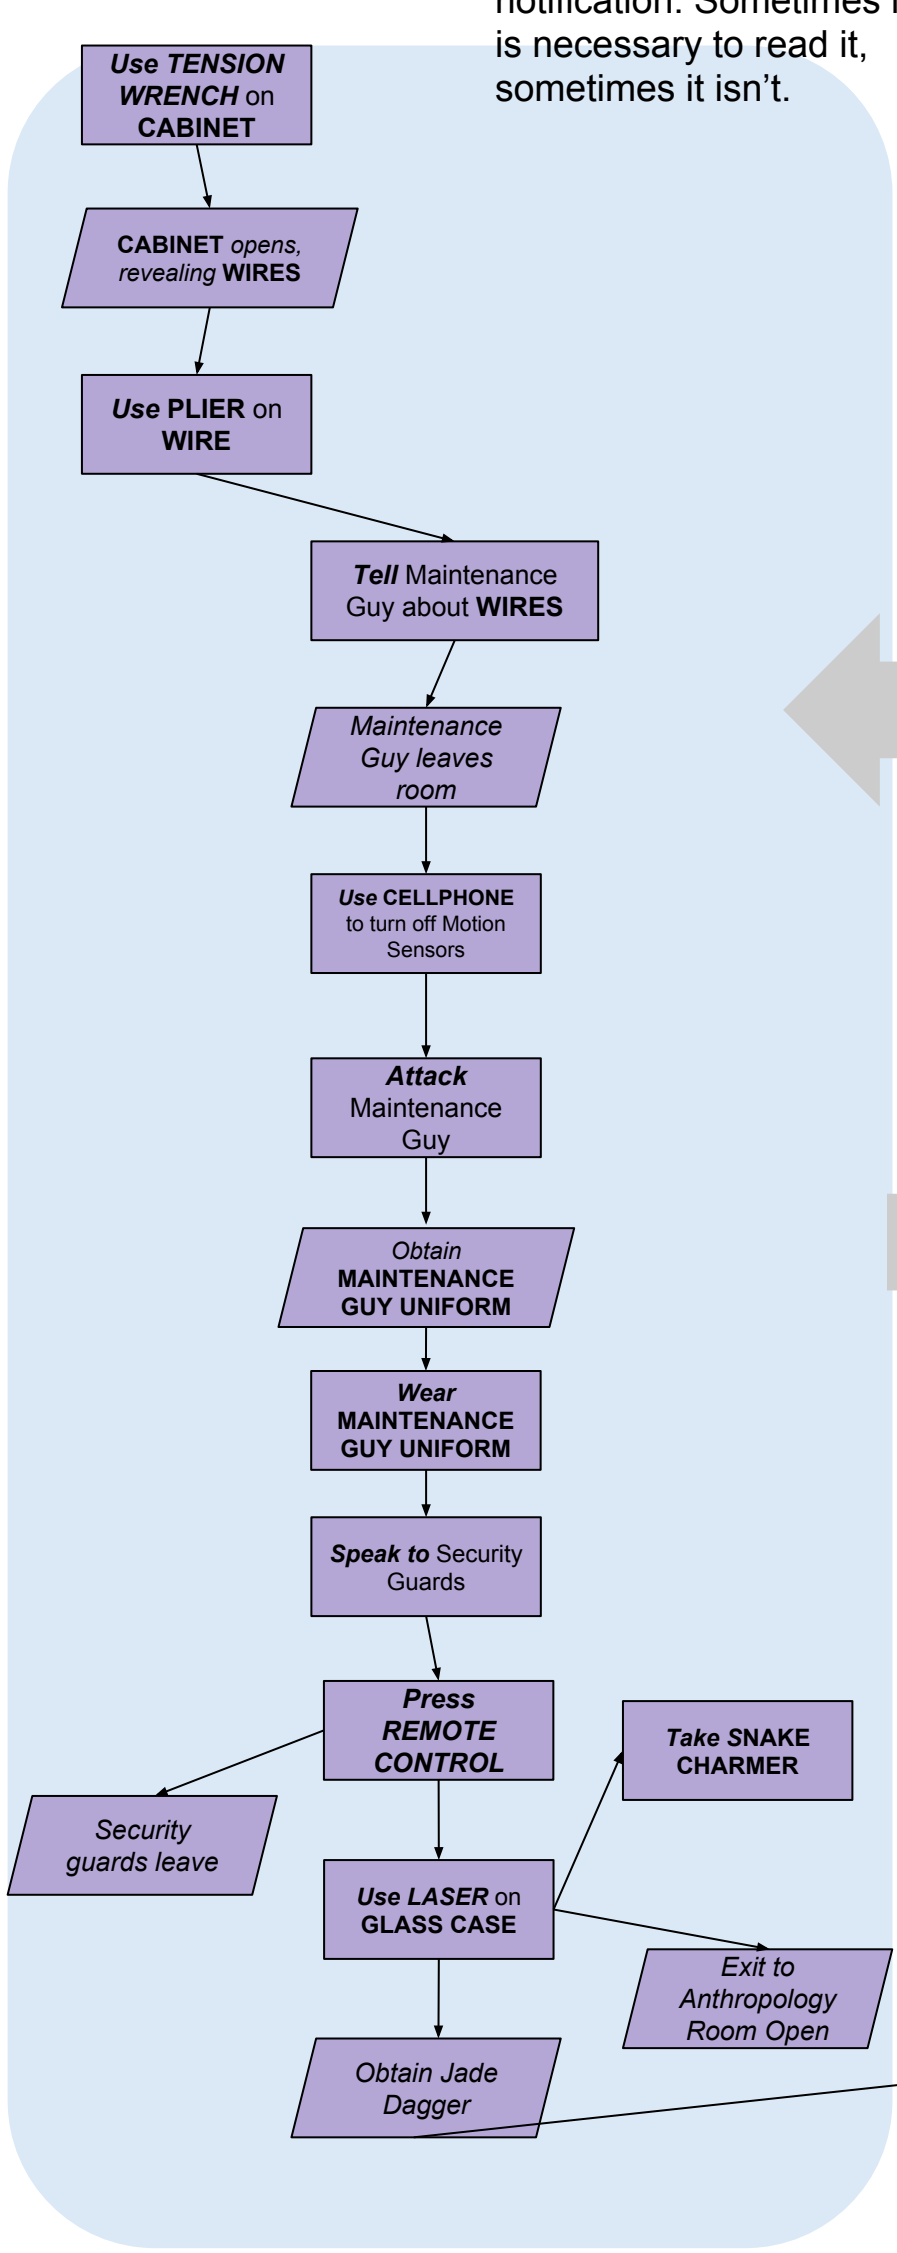 notification. Sometimes
is necessary to read it,
sometimes it isn't.
Use TENSION
WRENCH on
CABINET
CABINET opens,
revealing WIRES
Use PLIER on
WIRE
Tell Maintenance
Guy about WIRES
Maintenance
Guy leaves
room
Use CELLPHONE
to turn off Motion
Sensors
Attack
Maintenance
Guy
Obtain
MAINTENANCE
GUY UNIFORM
Wear
MAINTENANCE
GUY UNIFORM
Speak to Security
Guards
Press
REMOTE
CONTROL
Take SNAKE
CHARMER
Security
guards leave
Use LASER on
GLASS CASE
Exit to
Anthropology
Room Open
Obtain Jade
Dagger